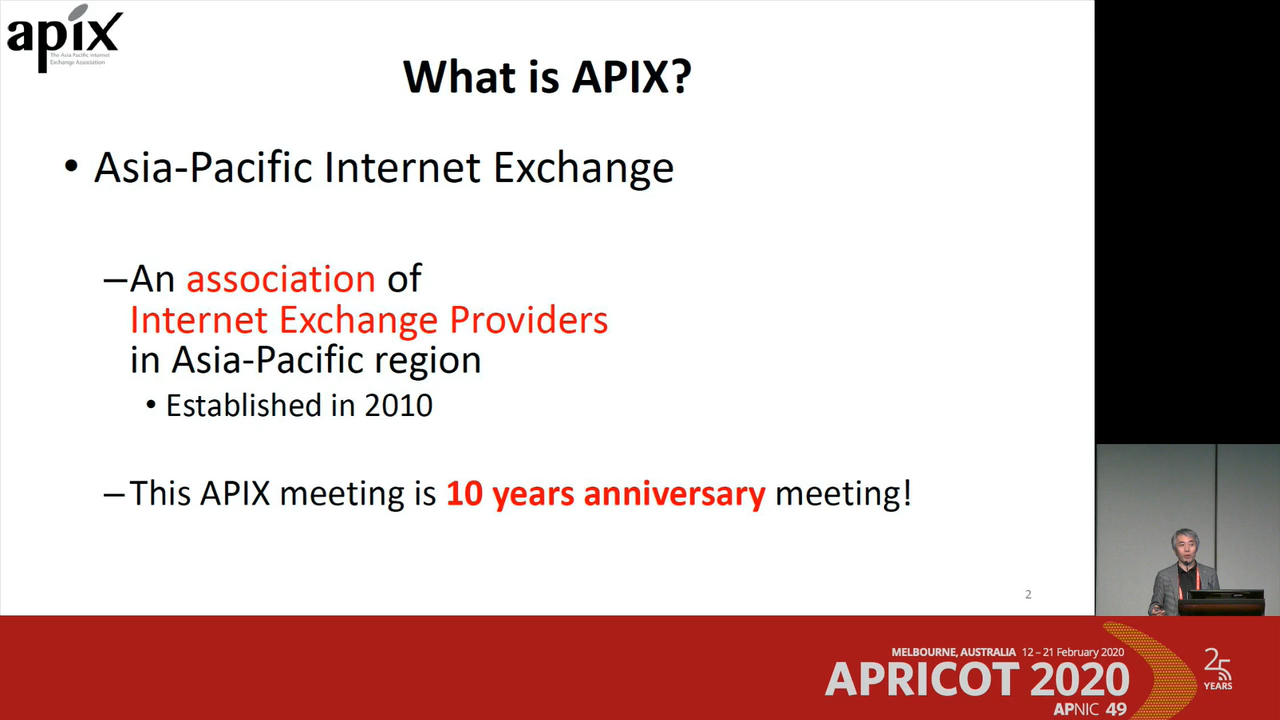 apix
The Asia Pacific Internet
Exchange Association
What is APIX?
• Asia-Pacific Internet Exchange
–An association of
Internet Exchange Providers
in Asia-Pacific region
• Established in 2010
–This APIX meeting is 10 years anniversary meeting!
2
MELBOURNE, AUSTRALIA 12 – 21 February 2020
APRICOT 2020
APNIC 49
25
YEARS